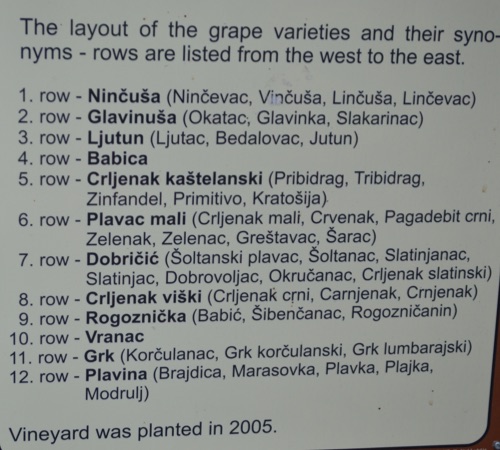 The layout of the grape varieties and their syno-
nyms - rows are listed from the west to the east.
1. row - Ninčuša (Ninčevac, Vinčuša, Linčuša, Linčevac)
2. row - Glavinuša (Okatac, Glavinka, Slakarinac)
3. row - Ljutun (Ljutac, Bedalovac, Jutun)
4. row - Babica
5. row - Crljenak kaštelanski (Pribidrag, Tribidrag,
Zinfandel, Primitivo, Kratošija)
6. row - Plavac mali (Crljenak mali, Crvenak, Pagadebit crni,
Zelenak, Zelenac, Greštavac, Šarac)
7. row - Dobričić (Šoltanski plavac, Šoltanac, Slatinjanac,
Slatinjac, Dobrovoljac, Okručanac, Crljenak slatinski)
8. row - Crljenak viški (Crljenak crni, Carnjenak, Crnjenak)
9. row - Rogoznička (Babić, Šibenčanac, Rogozničanin)
10. row - Vranac
11. row - Grk (Korčulanac, Grk korčulanski, Grk lumbarajski)
12. row - Plavina (Brajdica, Marasovka, Plavka, Plajka,
Modrulj)
Vineyard was planted in 2005.